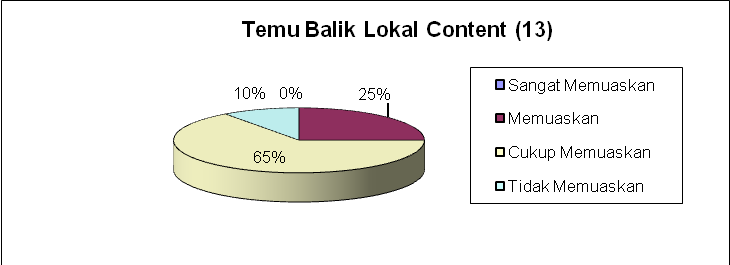 Temu Balik Lokal Content (13)
10% 0% 25%
65%
Sangat Memuaskan
Memuaskan
Cukup Memuaskan
Tidak Memuaskan